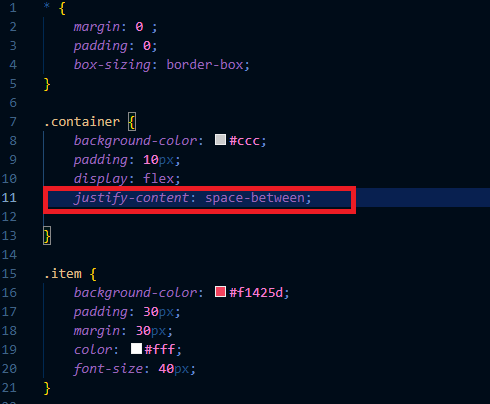 1 * {
2     margin: 0 ;
3     padding: 0;
4     box-sizing: border-box;
5 }
6
7 .container {
8     background-color: #ccc;
9     padding: 10px;
10     display: flex;
11     justify-content: space-between;
12
13 }
14
15 .item {
16     background-color: #f1425d;
17     padding: 30px;
18     margin: 30px;
19     color: #fff;
20     font-size: 40px;
21 }